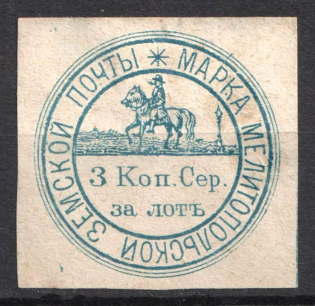 МАРКА МЕЛИТОПОЛЬСКОЙ ЗЕМСКОЙ ПОЧТЫ *
3 Коп. Сер.
за лотъ